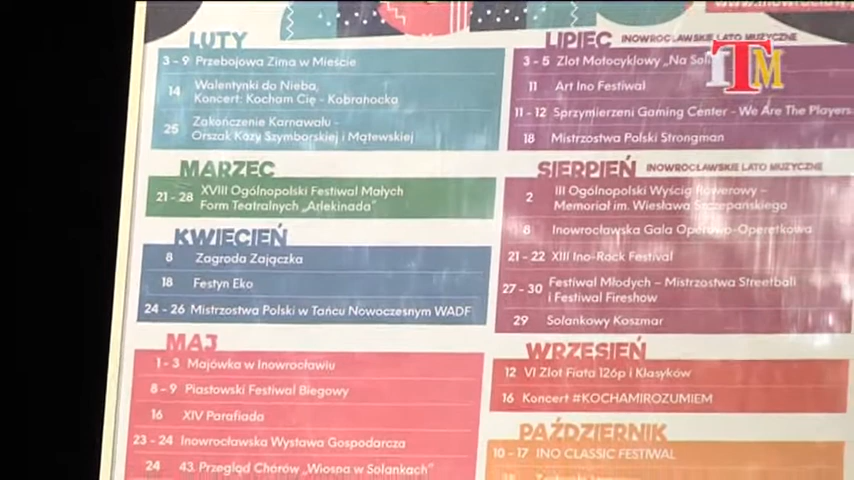 www.inowroclaw
ITM
LUTY
3 - 9 Przebojowa Zima w Mieście
14 Walentynki do Nieba,
Koncert: Kocham Cię - Kobranocka
25 Zakończenie Karnawału -
Orszak Kozy Szymborskiej i Mątewskiej
MARZEC
21 - 28 XVIII Ogólnopolski Festiwal Małych
Form Teatralnych „Arlekinada”
KWIECIEŃ
8 Zagroda Zajączka
18 Festyn Eko
24 - 26 Mistrzostwa Polski w Tańcu Nowoczesnym WADF
MAJ
1 - 3 Majówka w Inowrocławiu
8 - 9 Piastowski Festiwal Biegowy
16 XIV Parafiada
23 - 24 Inowrocławska Wystawa Gospodarcza
24 43. Przegląd Chórów „Wiosna w Solankach”
LIPIEC INOWROCŁAWSKIE LATO MUZYCZNE
3 - 5 Zlot Motocyklowy „Na Soli
11 Art Ino Festiwal
11 - 12 Sprzymierzeni Gaming Center - We Are The Players
18 Mistrzostwa Polski Strongman
SIERPIEŃ INOWROCŁAWSKIE LATO MUZYCZNE
2 III Ogólnopolski Wyścig Rowerowy -
Memoriał im. Wiesława Szczepańskiego
8 Inowrocławska Gala Operowo-Operetkowa
21 - 22 XIII Ino-Rock Festival
27 - 30 Festiwal Młodych - Mistrzostwa Streetball
i Festiwal Fireshow
29 Solankowy Koszmar
WRZESIEŃ
12 VI Zlot Fiata 126p i Klasyków
16 Koncert #KOCHAMIROZUMIEM
PAŹDZIERNIK
10 - 17 INO CLASSIC FESTIWAL